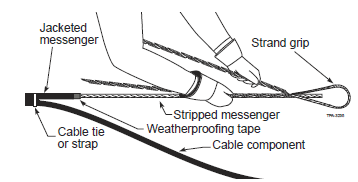 Jacketed
messenger
Strand grip
Stripped messenger
Weatherproofing tape
Cable tie
or strap
Cable component